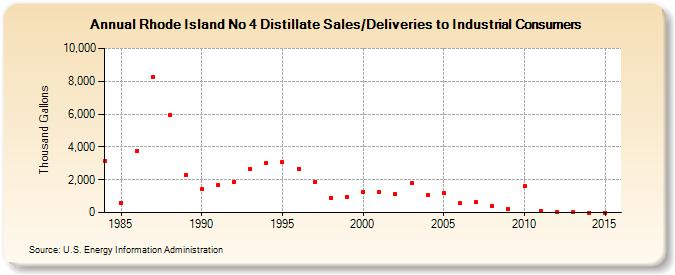 Annual Rhode Island No 4 Distillate Sales/Deliveries to Industrial Consumers
Thousand Gallons
10,000
8,000
6,000
4,000
2,000
0
1985 1990 1995 2000 2005 2010 2015
Source: U.S. Energy Information Administration